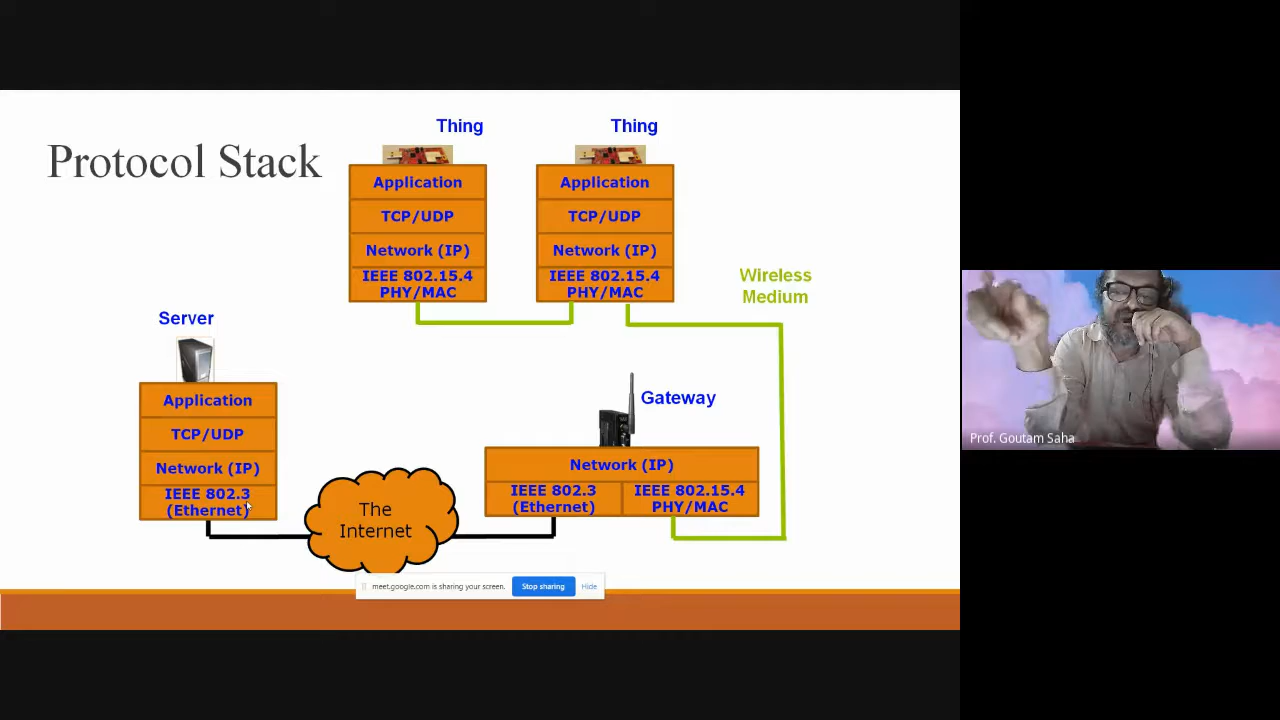 Protocol Stack
Thing
Application
TCP/UDP
Network (IP)
IEEE 802.15.4
PHY/MAC
Thing
Application
TCP/UDP
Network (IP)
IEEE 802.15.4
PHY/MAC
Wireless
Medium
Server
Application
TCP/UDP
Network (IP)
IEEE 802.3
(Ethernet)
The
Internet
Gateway
Network (IP)
IEEE 802.3
(Ethernet)
IEEE 802.15.4
PHY/MAC
meet.google.com is sharing your screen.
Stop sharing
Hide
Prof. Goutam Saha